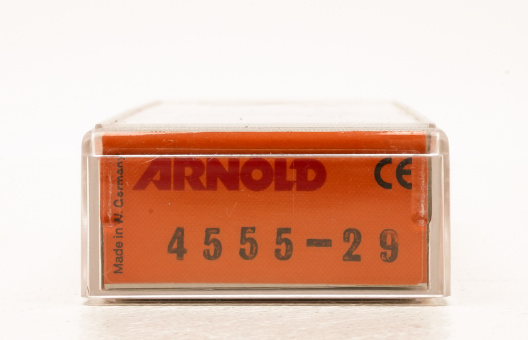 ARNOLD
CE
Made in W. Germany
4555-29